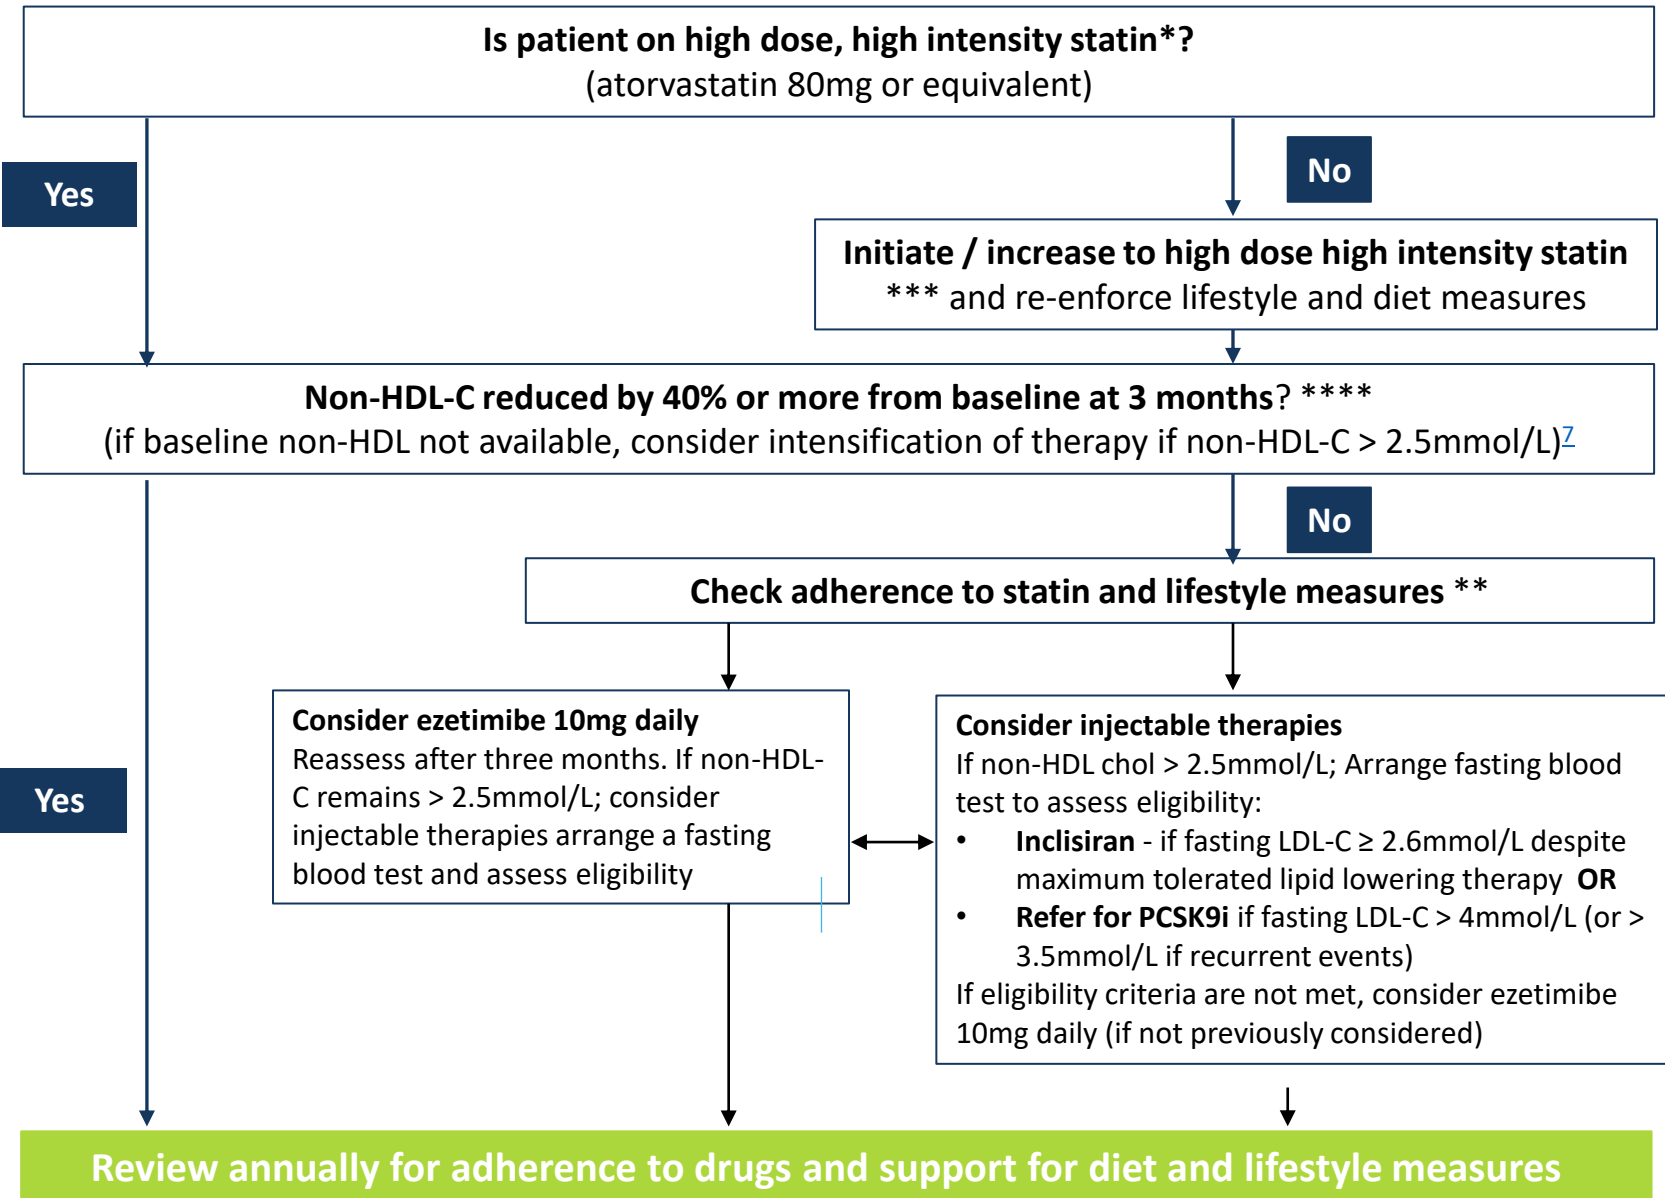 Is patient on high dose, high intensity statin*?
(atorvastatin 80mg or equivalent)
Yes
No
Initiate / increase to high dose high intensity statin
*** and re-enforce lifestyle and diet measures
Non-HDL-C reduced by 40% or more from baseline at 3 months? ****
(if baseline non-HDL not available, consider intensification of therapy if non-HDL-C > 2.5mmol/L)7
No
Check adherence to statin and lifestyle measures **
Yes
Consider ezetimibe 10mg daily
Reassess after three months. If non-HDL-
C remains > 2.5mmol/L; consider
injectable therapies arrange a fasting
blood test and assess eligibility
Consider injectable therapies
If non-HDL chol > 2.5mmol/L; Arrange fasting blood
test to assess eligibility:
• Inclisiran - if fasting LDL-C ≥ 2.6mmol/L despite
maximum tolerated lipid lowering therapy OR
• Refer for PCSK9i if fasting LDL-C > 4mmol/L (or >
3.5mmol/L if recurrent events)
If eligibility criteria are not met, consider ezetimibe
10mg daily (if not previously considered)
Review annually for adherence to drugs and support for diet and lifestyle measures